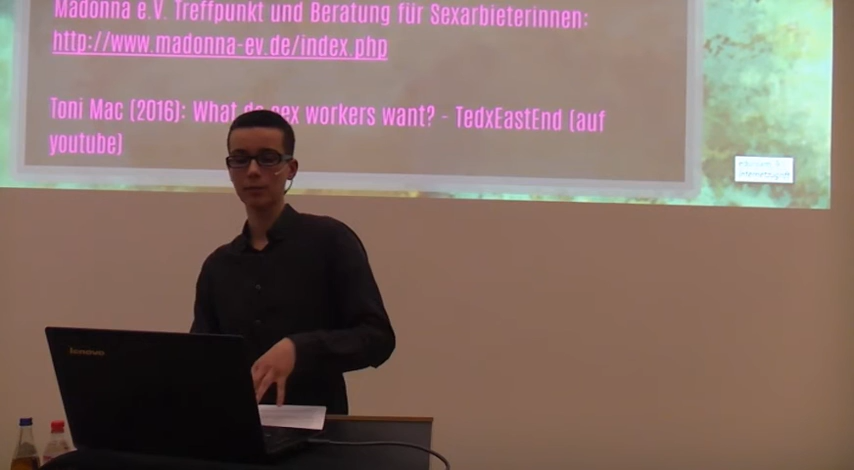 Madonna e.V. Treffpunkt und Beratung für Sexarbieterinnen:
http://www.madonna-ev.de/index.php
Toni Mac (2016): What do sex workers want? - TedxEastEnd (auf
youtube)
lenovo